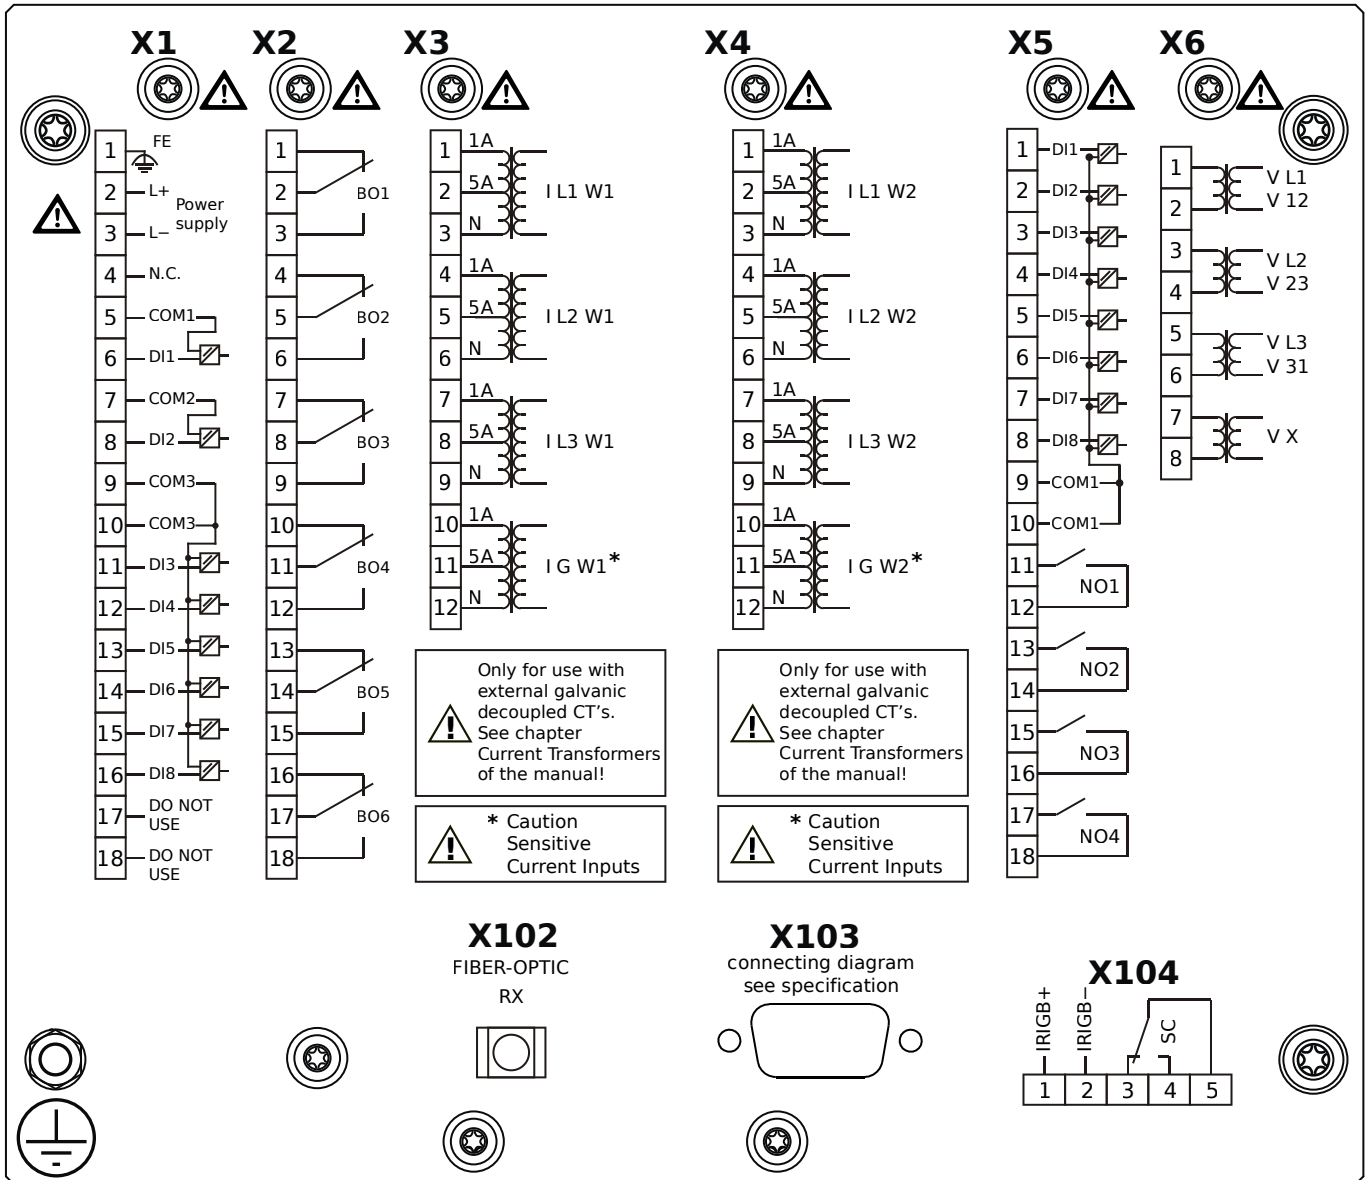 X1
X2
X3
X4
X5
X6
1
FE
2
L+
Power
supply
3
L−
4
N.C.
5
COM1
6
DI1
7
COM2
8
DI2
9
COM3
10
COM3
11
DI3
12
DI4
13
DI5
14
DI6
15
DI7
16
DI8
17
DO NOT
USE
18
DO NOT
USE
1
2
BO1
3
4
5
BO2
6
7
8
BO3
9
10
11
BO4
12
13
14
BO5
15
16
17
BO6
18
1
1A
2
5A
I L1 W1
3
N
4
1A
5
5A
I L2 W1
6
N
7
1A
8
5A
I L3 W1
9
N
10
1A
11
5A
I G W1*
12
N
Only for use with
external galvanic
decoupled CT's.
See chapter
Current Transformers
of the manual!
* Caution
Sensitive
Current Inputs
1
1A
2
5A
I L1 W2
3
N
4
1A
5
5A
I L2 W2
6
N
7
1A
8
5A
I L3 W2
9
N
10
1A
11
5A
I G W2*
12
N
Only for use with
external galvanic
decoupled CT's.
See chapter
Current Transformers
of the manual!
* Caution
Sensitive
Current Inputs
1
DI1
2
DI2
3
DI3
4
DI4
5
DI5
6
DI6
7
DI7
8
DI8
9
COM1
10
COM1
11
NO1
12
13
NO2
14
15
NO3
16
17
NO4
18
1
V L1
V 12
2
3
V L2
V 23
4
5
V L3
V 31
6
7
V X
8
X102
FIBER-OPTIC
RX
X103
connecting diagram
see specification
X104
IRIGB+
IRIGB−
SC
1
2
3
4
5